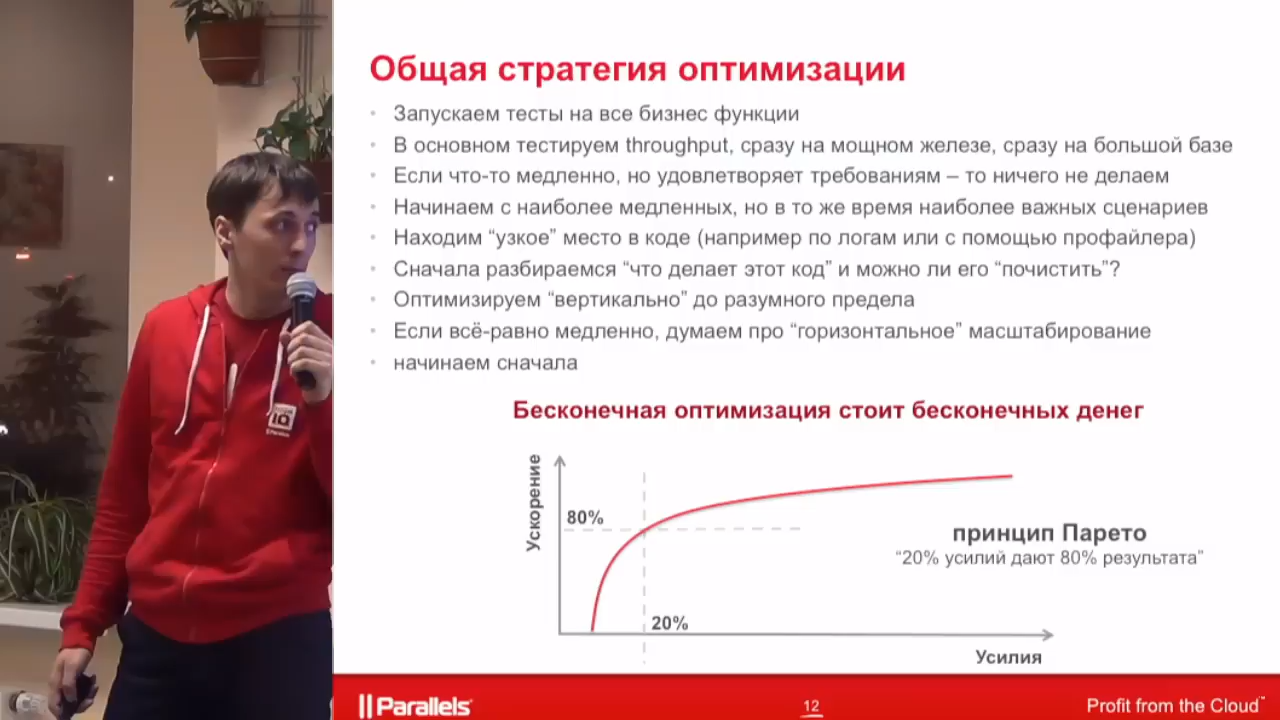 Общая стратегия оптимизации
Запускаем тесты на все бизнес функции
В основном тестируем throughput, сразу на мощном железе, сразу на большой базе
Если что-то медленно, но удовлетворяет требованиям – то ничего не делаем
Начинаем с наиболее медленных, но в то же время наиболее важных сценариев
Находим “узкое” место в коде (например по логам или с помощью профайлера)
Сначала разбираемся “что делает этот код” и можно ли его “почистить”?
Оптимизируем “вертикально” до разумного предела
Если всё-равно медленно, думаем про “горизонтальное” масштабирование
начинаем сначала
Бесконечная оптимизация стоит бесконечных денег
Ускорение
80%
20%
Усилия
принцип Парето
“20% усилий дают 80% результата”
Parallels
12
Profit from the Cloud™